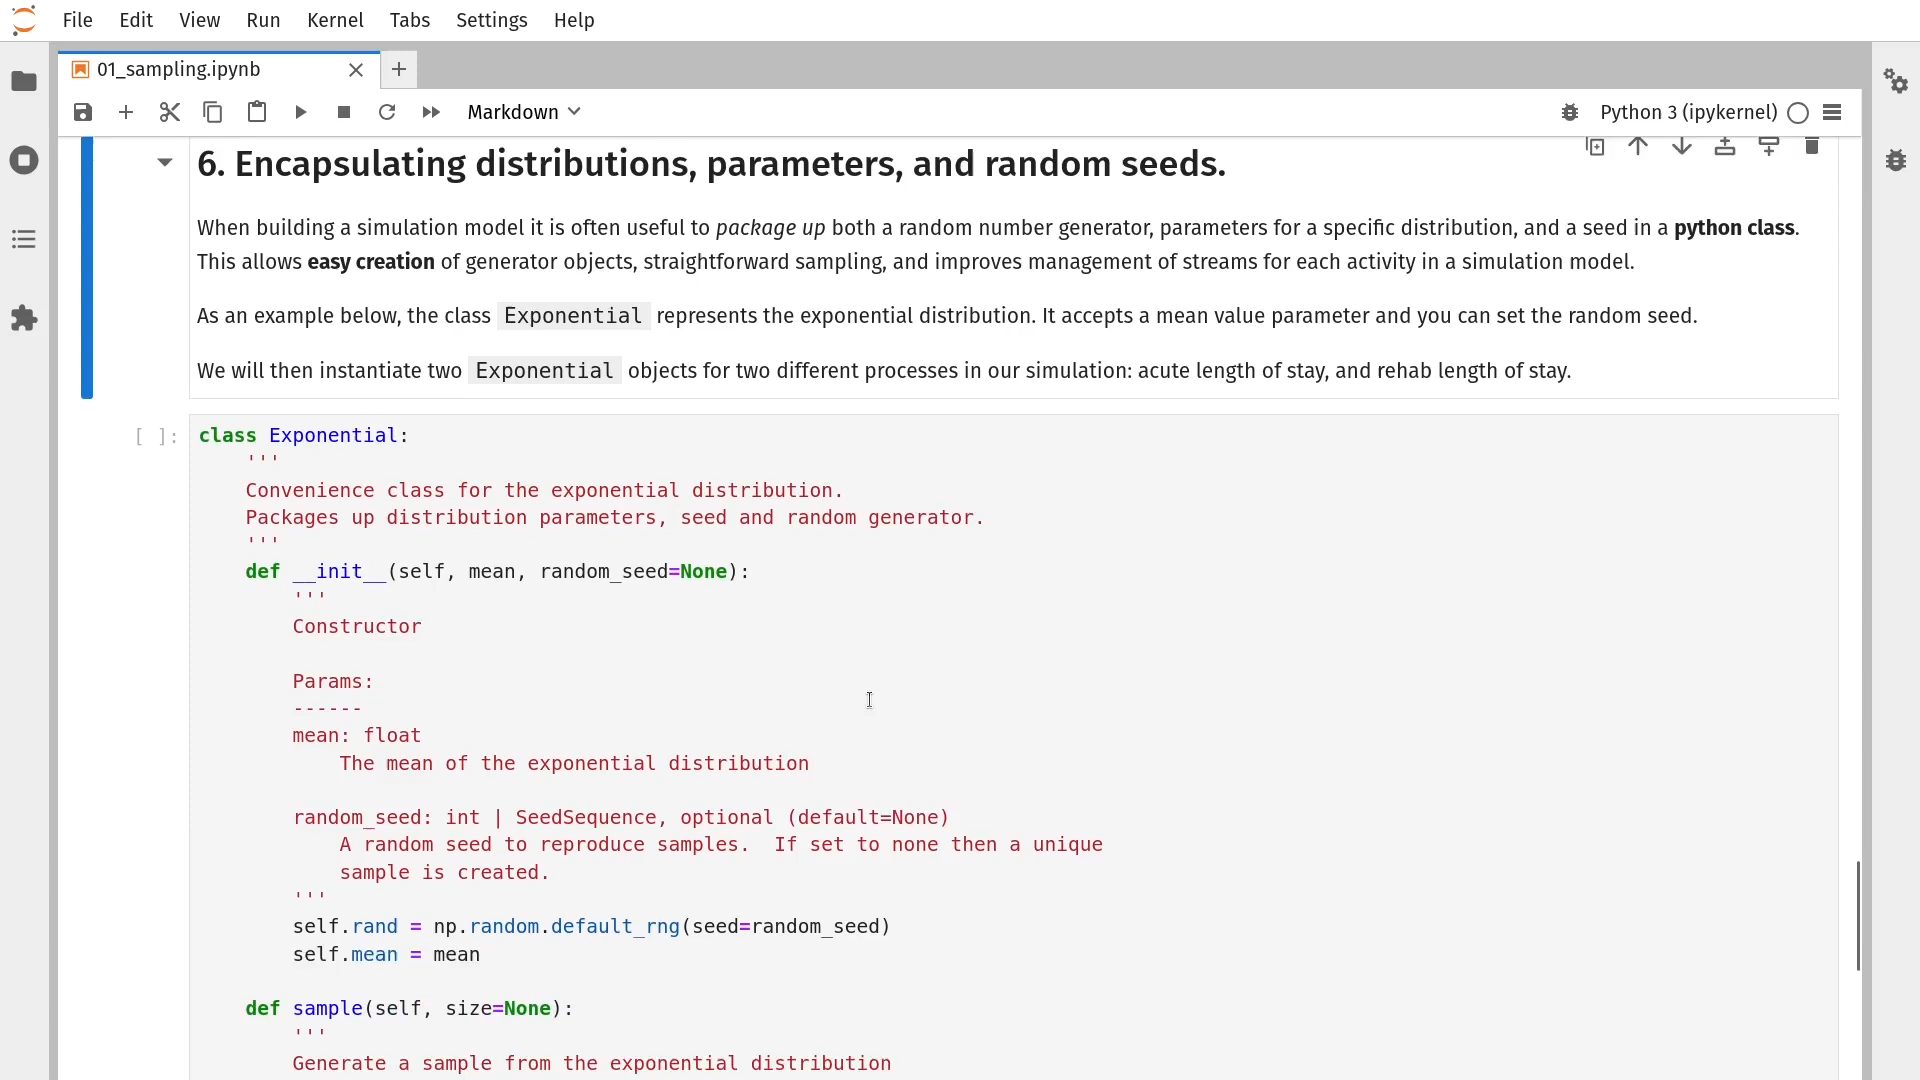 File Edit View Run Kernel Tabs Settings Help
01_sampling.ipynb
Markdown
Python 3 (ipykernel)
6. Encapsulating distributions, parameters, and random seeds.
When building a simulation model it is often useful to package up both a random number generator, parameters for a specific distribution, and a seed in a python class.
This allows easy creation of generator objects, straightforward sampling, and improves management of streams for each activity in a simulation model.
As an example below, the class Exponential represents the exponential distribution. It accepts a mean value parameter and you can set the random seed.
We will then instantiate two Exponential objects for two different processes in our simulation: acute length of stay, and rehab length of stay.
[ ]: class Exponential:
    '''
    Convenience class for the exponential distribution.
    Packages up distribution parameters, seed and random generator.
    '''
    def __init__(self, mean, random_seed=None):
        '''
        Constructor
        Params:
        ------
        mean: float
            The mean of the exponential distribution
        random_seed: int | SeedSequence, optional (default=None)
            A random seed to reproduce samples.  If set to none then a unique
            sample is created.
        '''
        self.rand = np.random.default_rng(seed=random_seed)
        self.mean = mean
    def sample(self, size=None):
        '''
        Generate a sample from the exponential distribution